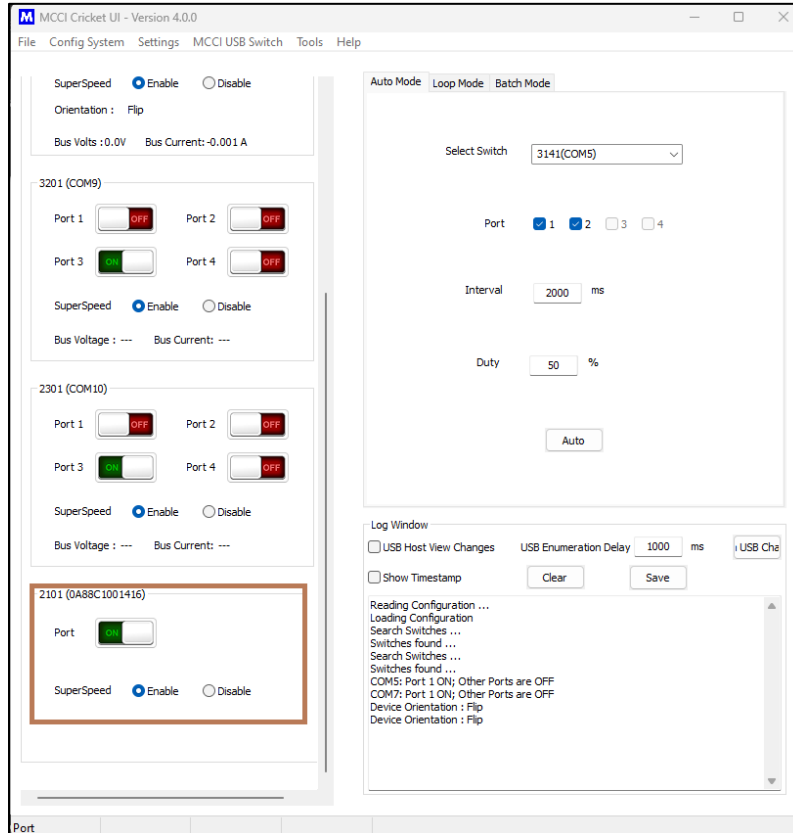 M MCCI Cricket UI - Version 4.0.0
File Config System Settings MCCI USB Switch Tools Help
SuperSpeed Enable Disable
Orientation : Flip
Bus Volts :0.0V Bus Current: -0.001 A
3201 (COM9)
Port 1 OFF Port 2 OFF
Port 3 ON Port 4 OFF
SuperSpeed Enable Disable
Bus Voltage : --- Bus Current: ---
2301 (COM10)
Port 1 OFF Port 2 OFF
Port 3 ON Port 4 OFF
SuperSpeed Enable Disable
Bus Voltage : --- Bus Current: ---
2101 (0A88C1001416)
Port ON
SuperSpeed Enable Disable
Auto Mode Loop Mode Batch Mode
Select Switch 3141(COM5)
Port 1 2 3 4
Interval 2000 ms
Duty 50 %
Auto
Log Window
USB Host View Changes USB Enumeration Delay 1000 ms USB Cha
Show Timestamp Clear Save
Reading Configuration ...
Loading Configuration
Search Switches ...
Switches found ...
Search Switches ...
Switches found ...
COM5: Port 1 ON; Other Ports are OFF
COM7: Port 1 ON; Other Ports are OFF
Device Orientation : Flip
Device Orientation : Flip
Port